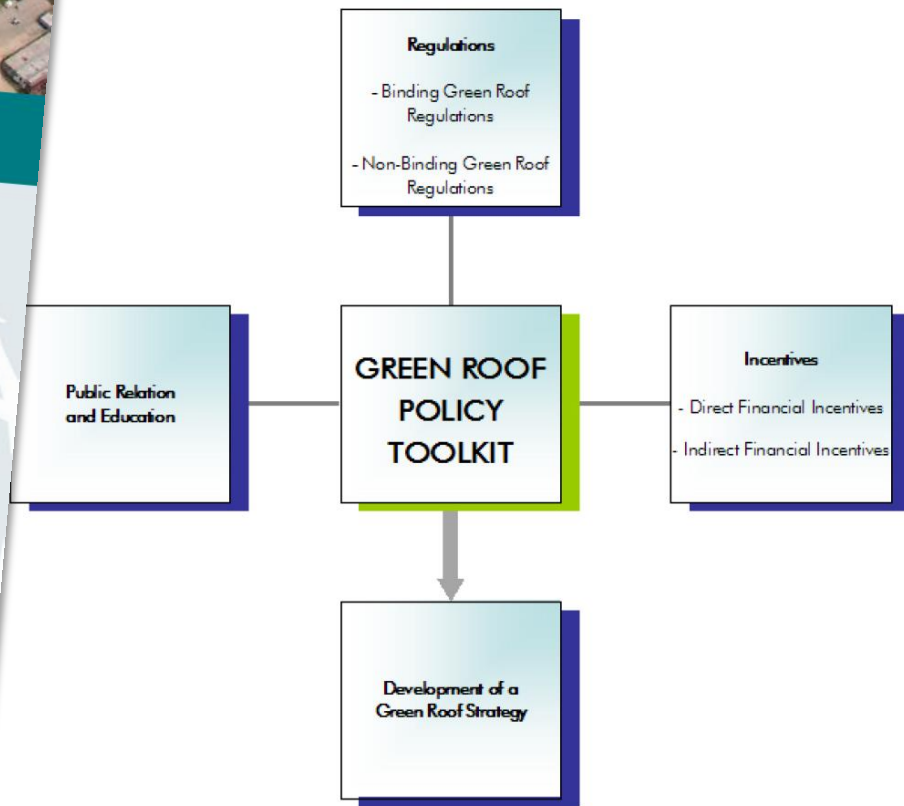 Regulations
- Binding Green Roof
Regulations
- Non-Binding Green Roof
Regulations
Public Relation
and Education
GREEN ROOF
POLICY
TOOLKIT
Incentives
- Direct Financial Incentives
- Indirect Financial Incentives
Development of a
Green Roof Strategy